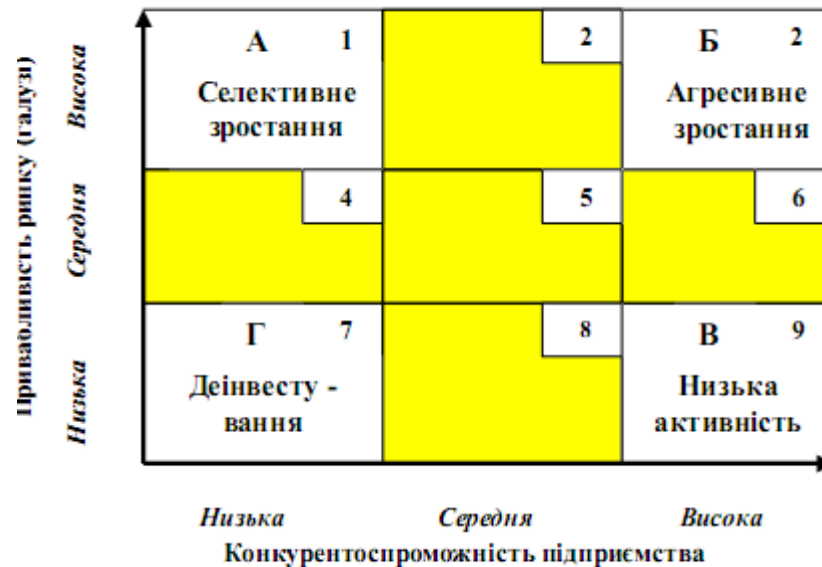 Привабливість ринку (галузі)
Висока
Середня
Низька
А 1
Селективне
зростання
2
Б 2
Агресивне
зростання
4
5
6
Г 7
Деінвесту -
вання
8
В 9
Низька
активність
Низька Середня Висока
Конкурентоспроможність підприємства